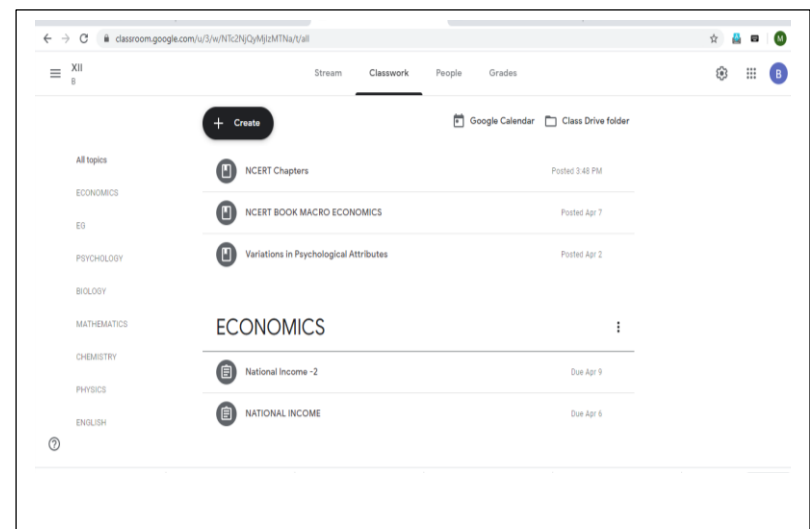 classroom.google.com/u/3/w/NTc2NjQyMjIzMTNa/t/all
M
XII
B
Stream Classwork People Grades
B
+ Create
Google Calendar Class Drive folder
All topics
NCERT Chapters Posted 3:48 PM
ECONOMICS
NCERT BOOK MACRO ECONOMICS Posted Apr 7
EG
PSYCHOLOGY
Variations in Psychological Attributes Posted Apr 2
BIOLOGY
MATHEMATICS
ECONOMICS
CHEMISTRY
National Income -2 Due Apr 9
PHYSICS
NATIONAL INCOME Due Apr 6
ENGLISH